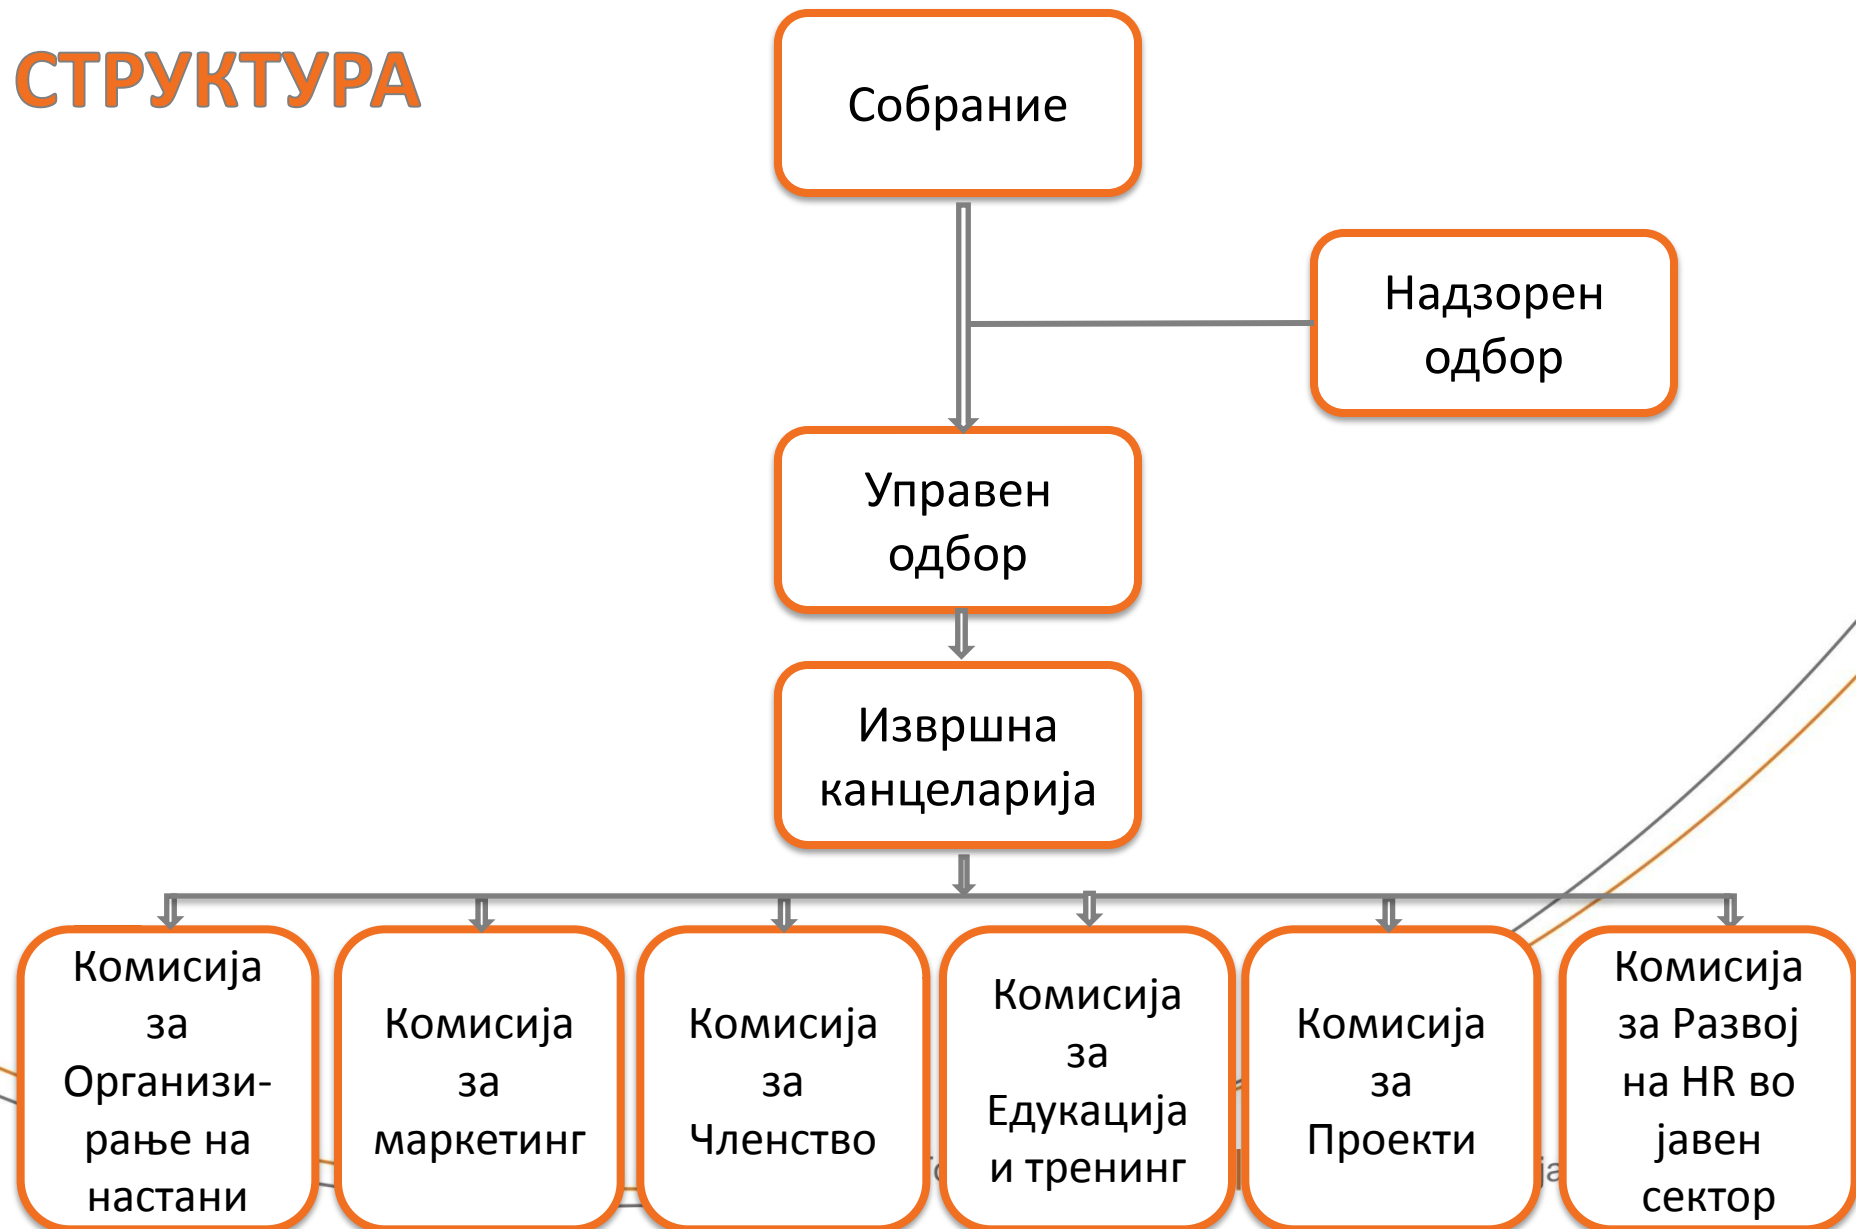 СТРУКТУРА
Собрание
Надзорен
одбор
Управен
одбор
Извршна
канцеларија
Комисија
за
Организи-
рање на
настани
Комисија
за
маркетинг
Комисија
за
Членство
Комисија
за
Едукација
и тренинг
Комисија
за
Проекти
Комисија
за Развој
на HR во
јавен
сектор